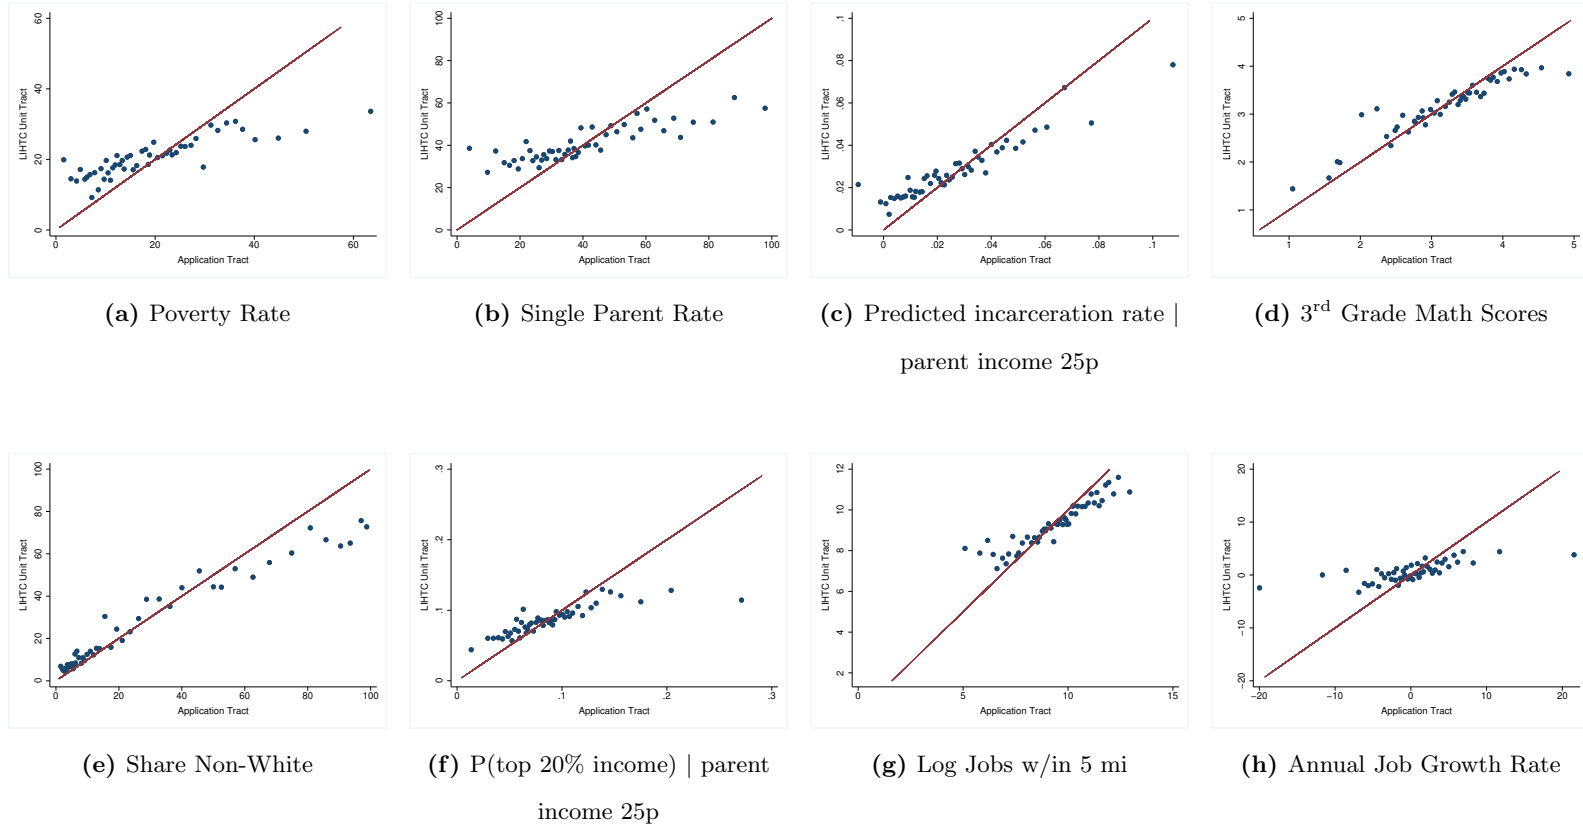 60
40
20
0
LIHTC Unit Tract
0 20 40 60
Application Tract
(a) Poverty Rate
100
80
60
40
20
0
LIHTC Unit Tract
0 20 40 60 80 100
Application Tract
(b) Single Parent Rate
.1
.08
.06
.04
.02
0
LIHTC Unit Tract
0 .02 .04 .06 .08 .1
Application Tract
(c) Predicted incarceration rate |
parent income 25p
5
4
3
2
1
LIHTC Unit Tract
1 2 3 4 5
Application Tract
(d) 3rd Grade Math Scores
100
80
60
40
20
0
LIHTC Unit Tract
0 20 40 60 80 100
Application Tract
(e) Share Non-White
.3
.2
.1
0
LIHTC Unit Tract
0 .1 .2 .3
Application Tract
(f) P(top 20% income) | parent
income 25p
12
10
8
6
4
2
LIHTC Unit Tract
0 5 10 15
Application Tract
(g) Log Jobs w/in 5 mi
20
10
0
−10
−20
LIHTC Unit Tract
−20 −10 0 10 20
Application Tract
(h) Annual Job Growth Rate